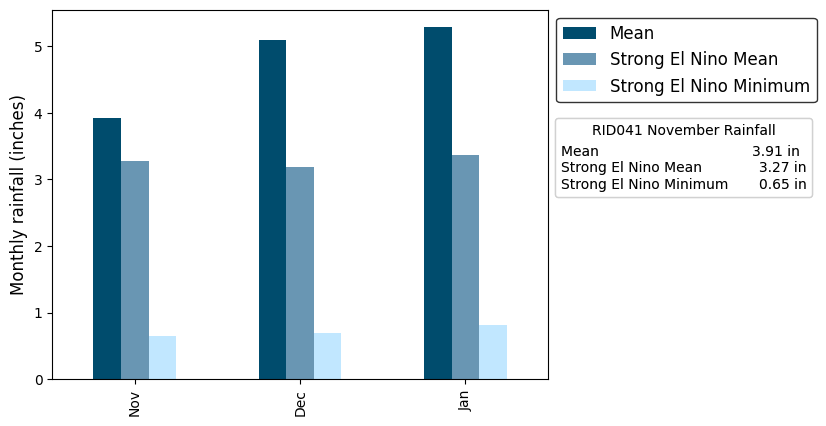 Monthly rainfall (inches)
5
4
3
2
1
0
Nov
Dec
Jan
Mean
Strong El Nino Mean
Strong El Nino Minimum
RID041 November Rainfall
Mean 3.91 in
Strong El Nino Mean 3.27 in
Strong El Nino Minimum 0.65 in